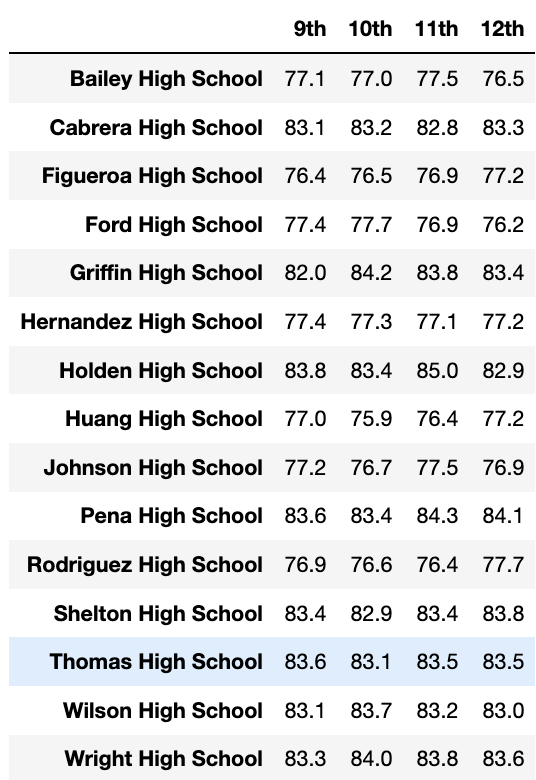 9th 10th 11th 12th
Bailey High School 77.1 77.0 77.5 76.5
Cabrera High School 83.1 83.2 82.8 83.3
Figueroa High School 76.4 76.5 76.9 77.2
Ford High School 77.4 77.7 76.9 76.2
Griffin High School 82.0 84.2 83.8 83.4
Hernandez High School 77.4 77.3 77.1 77.2
Holden High School 83.8 83.4 85.0 82.9
Huang High School 77.0 75.9 76.4 77.2
Johnson High School 77.2 76.7 77.5 76.9
Pena High School 83.6 83.4 84.3 84.1
Rodriguez High School 76.9 76.6 76.4 77.7
Shelton High School 83.4 82.9 83.4 83.8
Thomas High School 83.6 83.1 83.5 83.5
Wilson High School 83.1 83.7 83.2 83.0
Wright High School 83.3 84.0 83.8 83.6